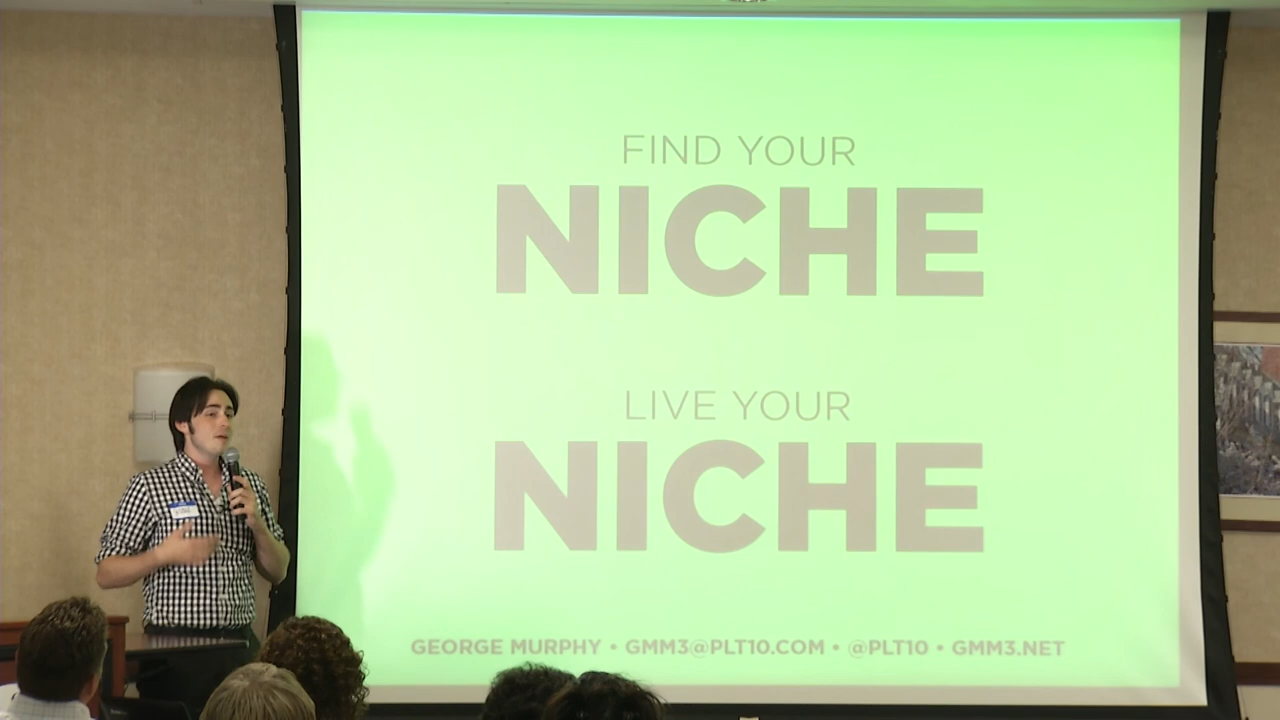 FIND YOUR
NICHE
LIVE YOUR
NICHE
GEORGE MURPHY • GMM3@PLT10.COM • @PLT10 • GMM3.NET